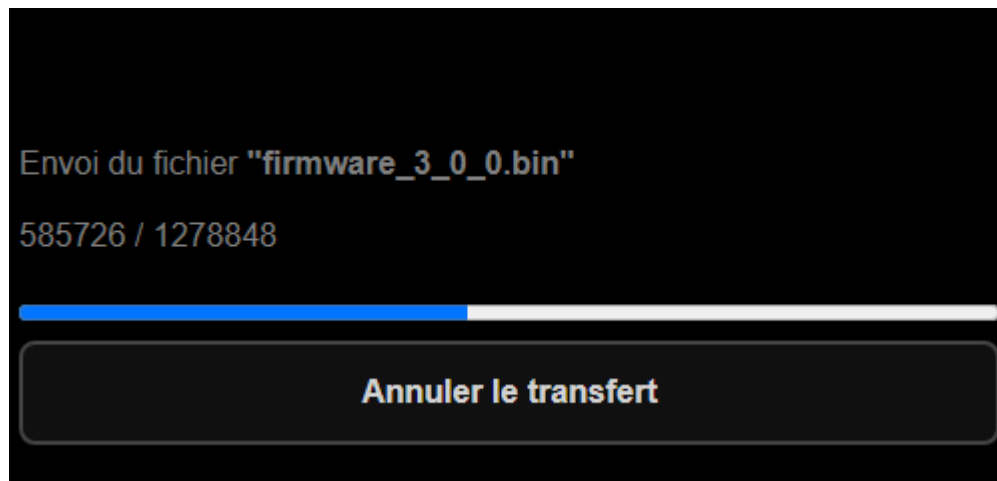 Envoi du fichier "firmware_3_0_0.bin"
585726 / 1278848
Annuler le transfert